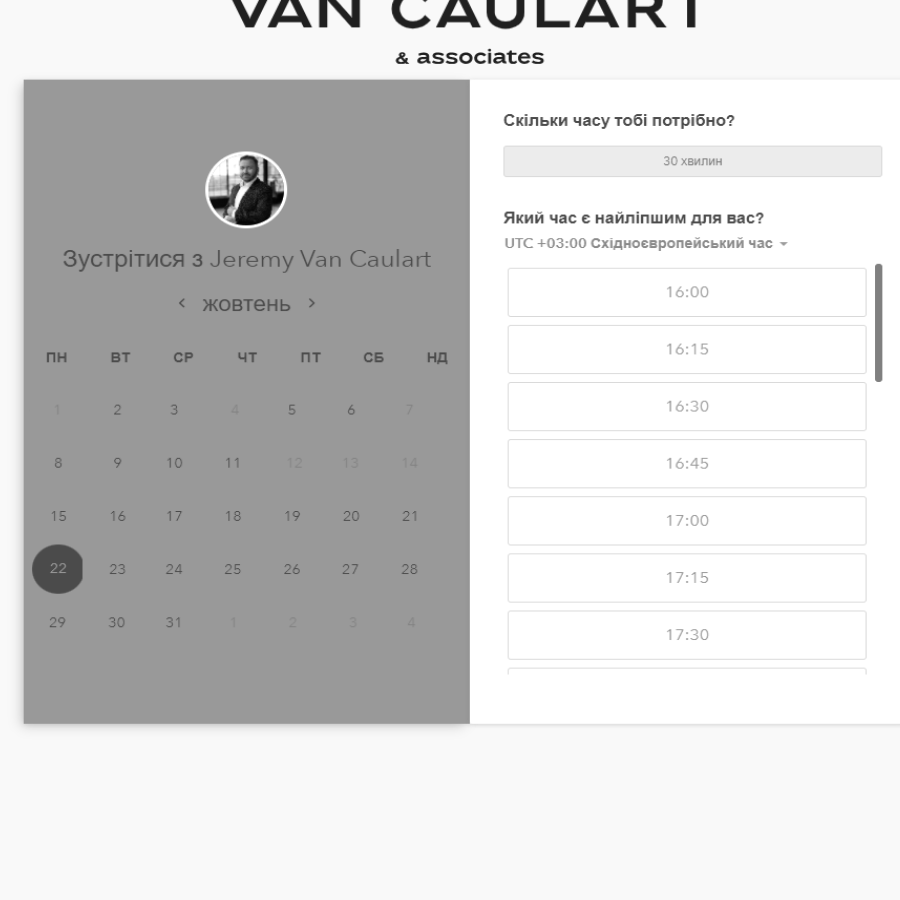 VAN CAULART
& associates
Зустрітися з Jeremy Van Caulart
жовтень
ПН ВТ СР ЧТ ПТ СБ НД
1 2 3 4 5 6 7
8 9 10 11 12 13 14
15 16 17 18 19 20 21
22 23 24 25 26 27 28
29 30 31 1 2 3 4
Скільки часу тобі потрібно?
30 хвилин
Який час є найліпшим для вас?
UTC +03:00 Східноєвропейський час
16:00
16:15
16:30
16:45
17:00
17:15
17:30